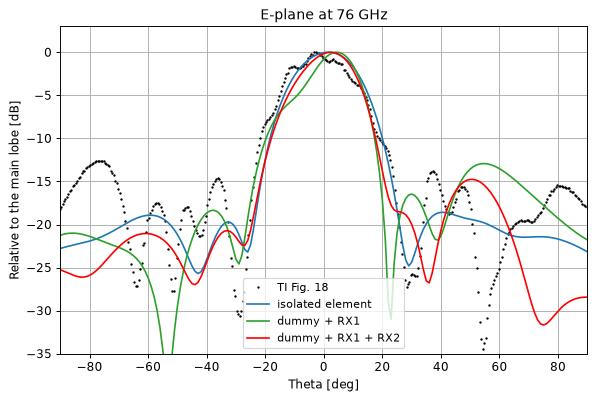 E-plane at 76 GHz
Relative to the main lobe [dB]
0
−5
−10
−15
−20
−25
−30
−35
TI Fig. 18
isolated element
dummy + RX1
dummy + RX1 + RX2
−80 −60 −40 −20 0 20 40 60 80
Theta [deg]